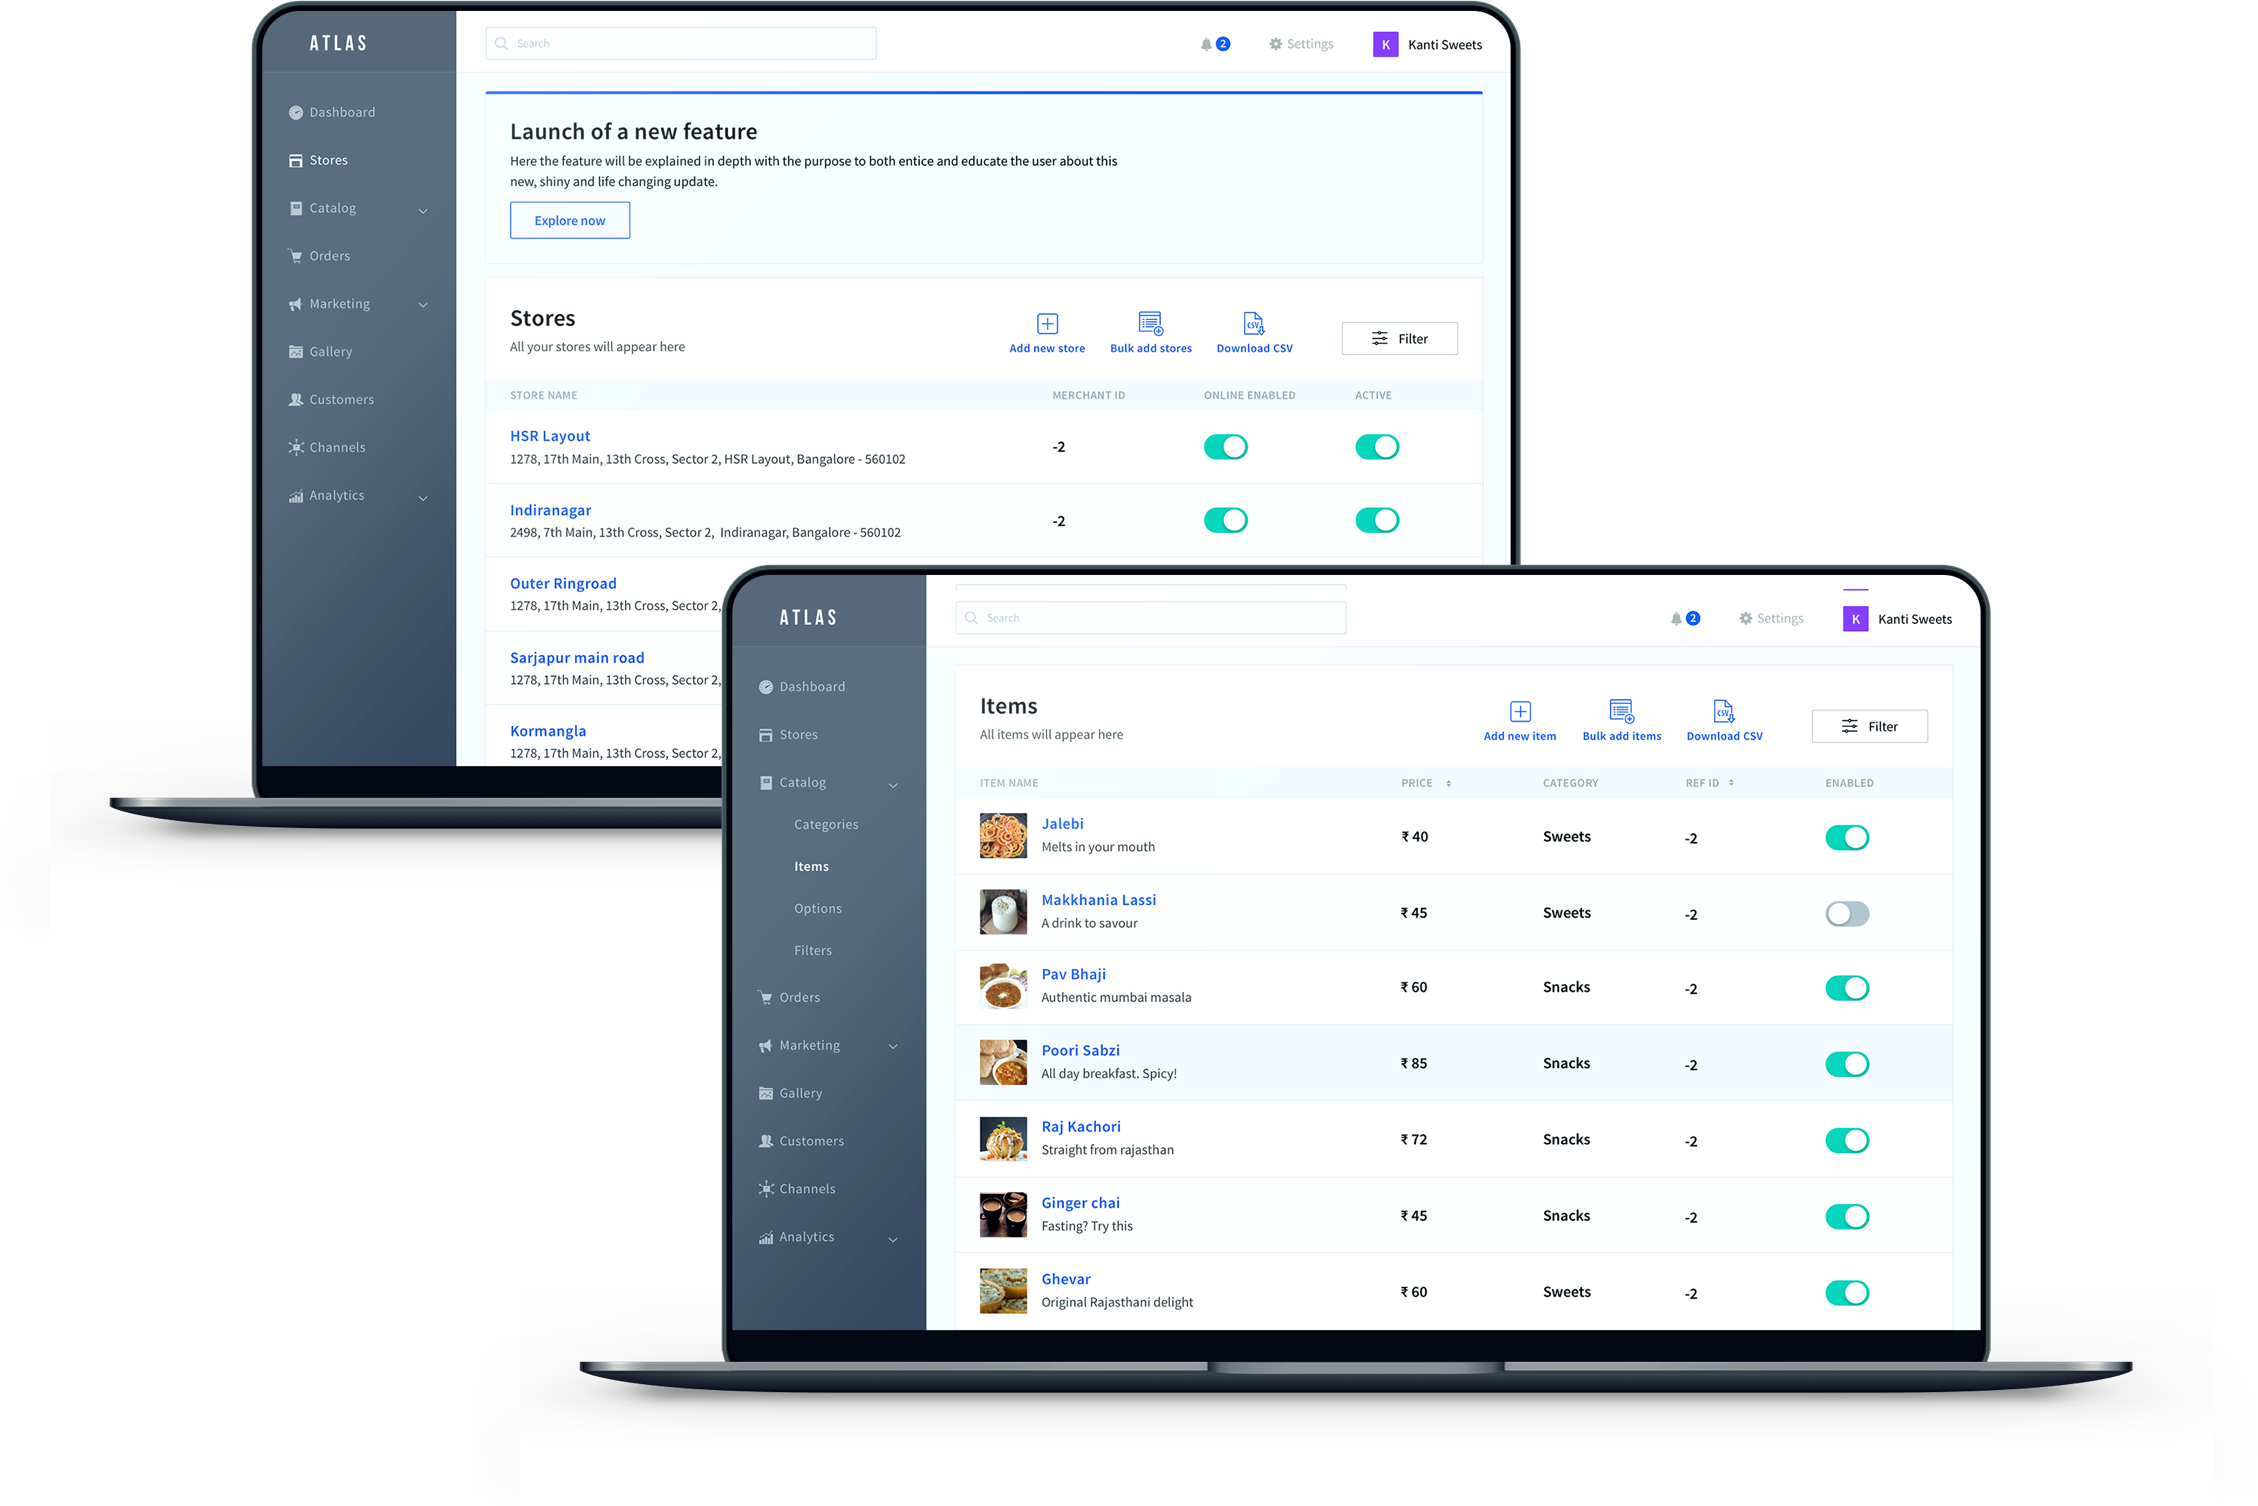 ATLAS
Search
2
Settings
K
Kanti Sweets
Dashboard
Stores
Catalog
Orders
Marketing
Gallery
Customers
Channels
Analytics
Launch of a new feature
Here the feature will be explained in depth with the purpose to both entice and educate the user about this
new, shiny and life changing update.
Explore now
Stores
All your stores will appear here
Add new store
Bulk add stores
CSV
Download CSV
Filter
STORE NAME MERCHANT ID ONLINE ENABLED ACTIVE
HSR Layout
1278, 17th Main, 13th Cross, Sector 2, HSR Layout, Bangalore - 560102
-2
Indiranagar
2498, 7th Main, 13th Cross, Sector 2, Indiranagar, Bangalore - 560102
-2
Outer Ringroad
1278, 17th Main, 13th Cross, Sector 2,
Sarjapur main road
1278, 17th Main, 13th Cross, Sector 2,
Kormangla
1278, 17th Main, 13th Cross, Sector 2,
ATLAS
Search
2
Settings
K
Kanti Sweets
Dashboard
Stores
Catalog
Categories
Items
Options
Filters
Orders
Marketing
Gallery
Customers
Channels
Analytics
Items
All items will appear here
Add new item
Bulk add items
CSV
Download CSV
Filter
ITEM NAME PRICE CATEGORY REF ID ENABLED
Jalebi
Melts in your mouth
₹ 40 Sweets -2
Makkhania Lassi
A drink to savour
₹ 45 Sweets -2
Pav Bhaji
Authentic mumbai masala
₹ 60 Snacks -2
Poori Sabzi
All day breakfast. Spicy!
₹ 85 Snacks -2
Raj Kachori
Straight from rajasthan
₹ 72 Snacks -2
Ginger chai
Fasting? Try this
₹ 45 Snacks -2
Ghevar
Original Rajasthani delight
₹ 60 Sweets -2